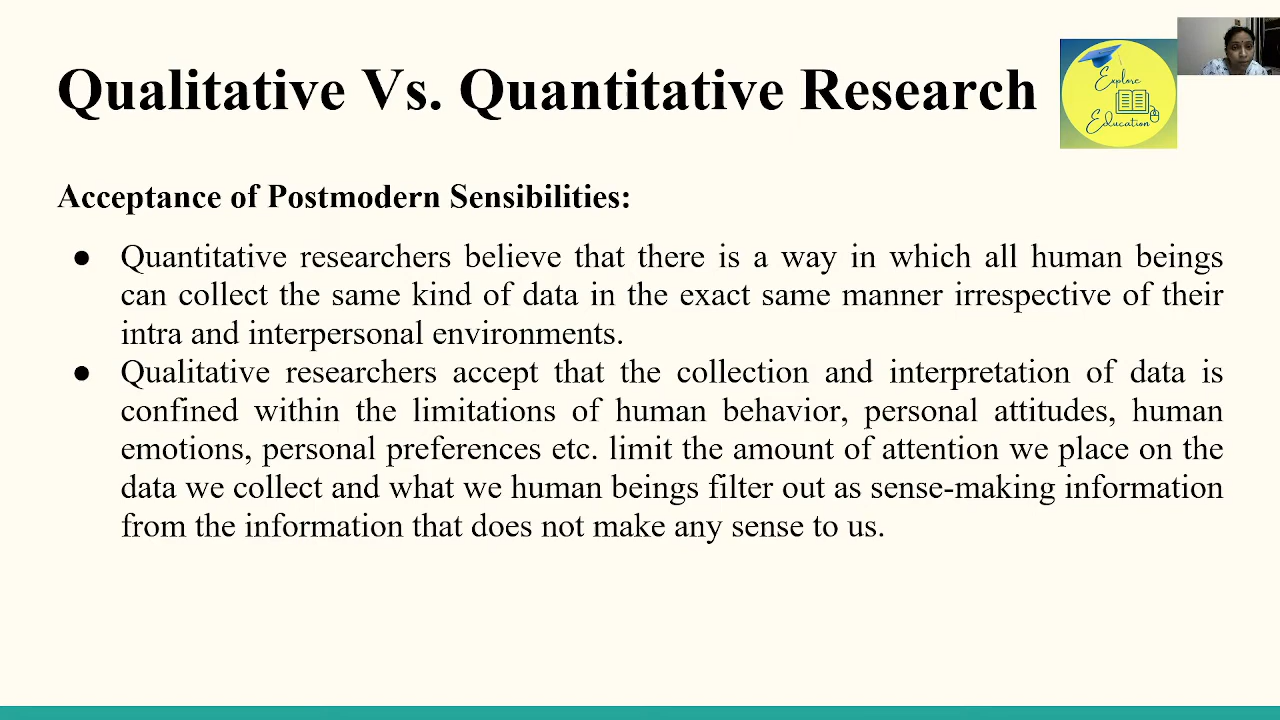 Qualitative Vs. Quantitative Research
Explore
Education
Acceptance of Postmodern Sensibilities:
● Quantitative researchers believe that there is a way in which all human beings
can collect the same kind of data in the exact same manner irrespective of their
intra and interpersonal environments.
● Qualitative researchers accept that the collection and interpretation of data is
confined within the limitations of human behavior, personal attitudes, human
emotions, personal preferences etc. limit the amount of attention we place on the
data we collect and what we human beings filter out as sense-making information
from the information that does not make any sense to us.